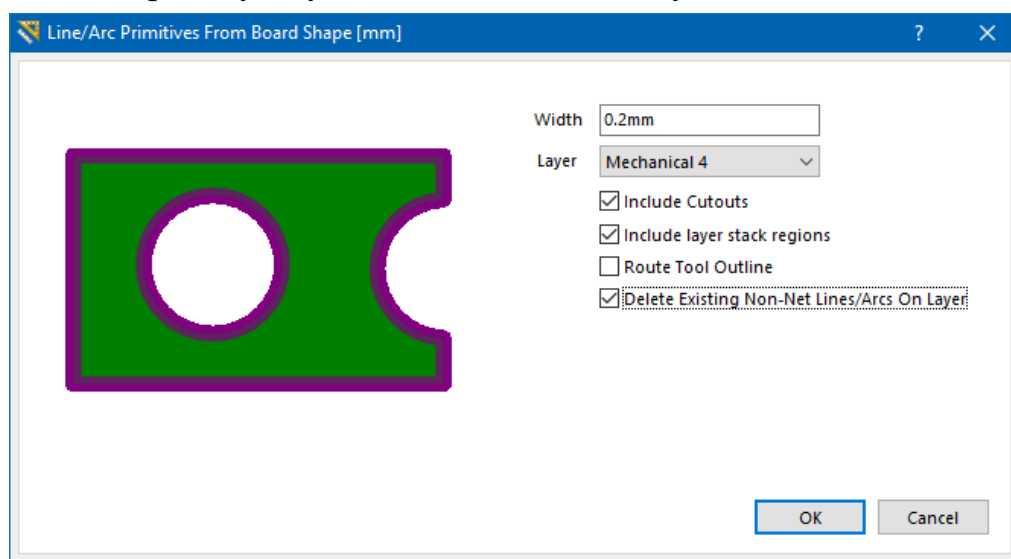 Line/Arc Primitives From Board Shape [mm]
?
Width 0.2mm
Layer Mechanical 4
Include Cutouts
Include layer stack regions
Route Tool Outline
Delete Existing Non-Net Lines/Arcs On Layer
OK Cancel